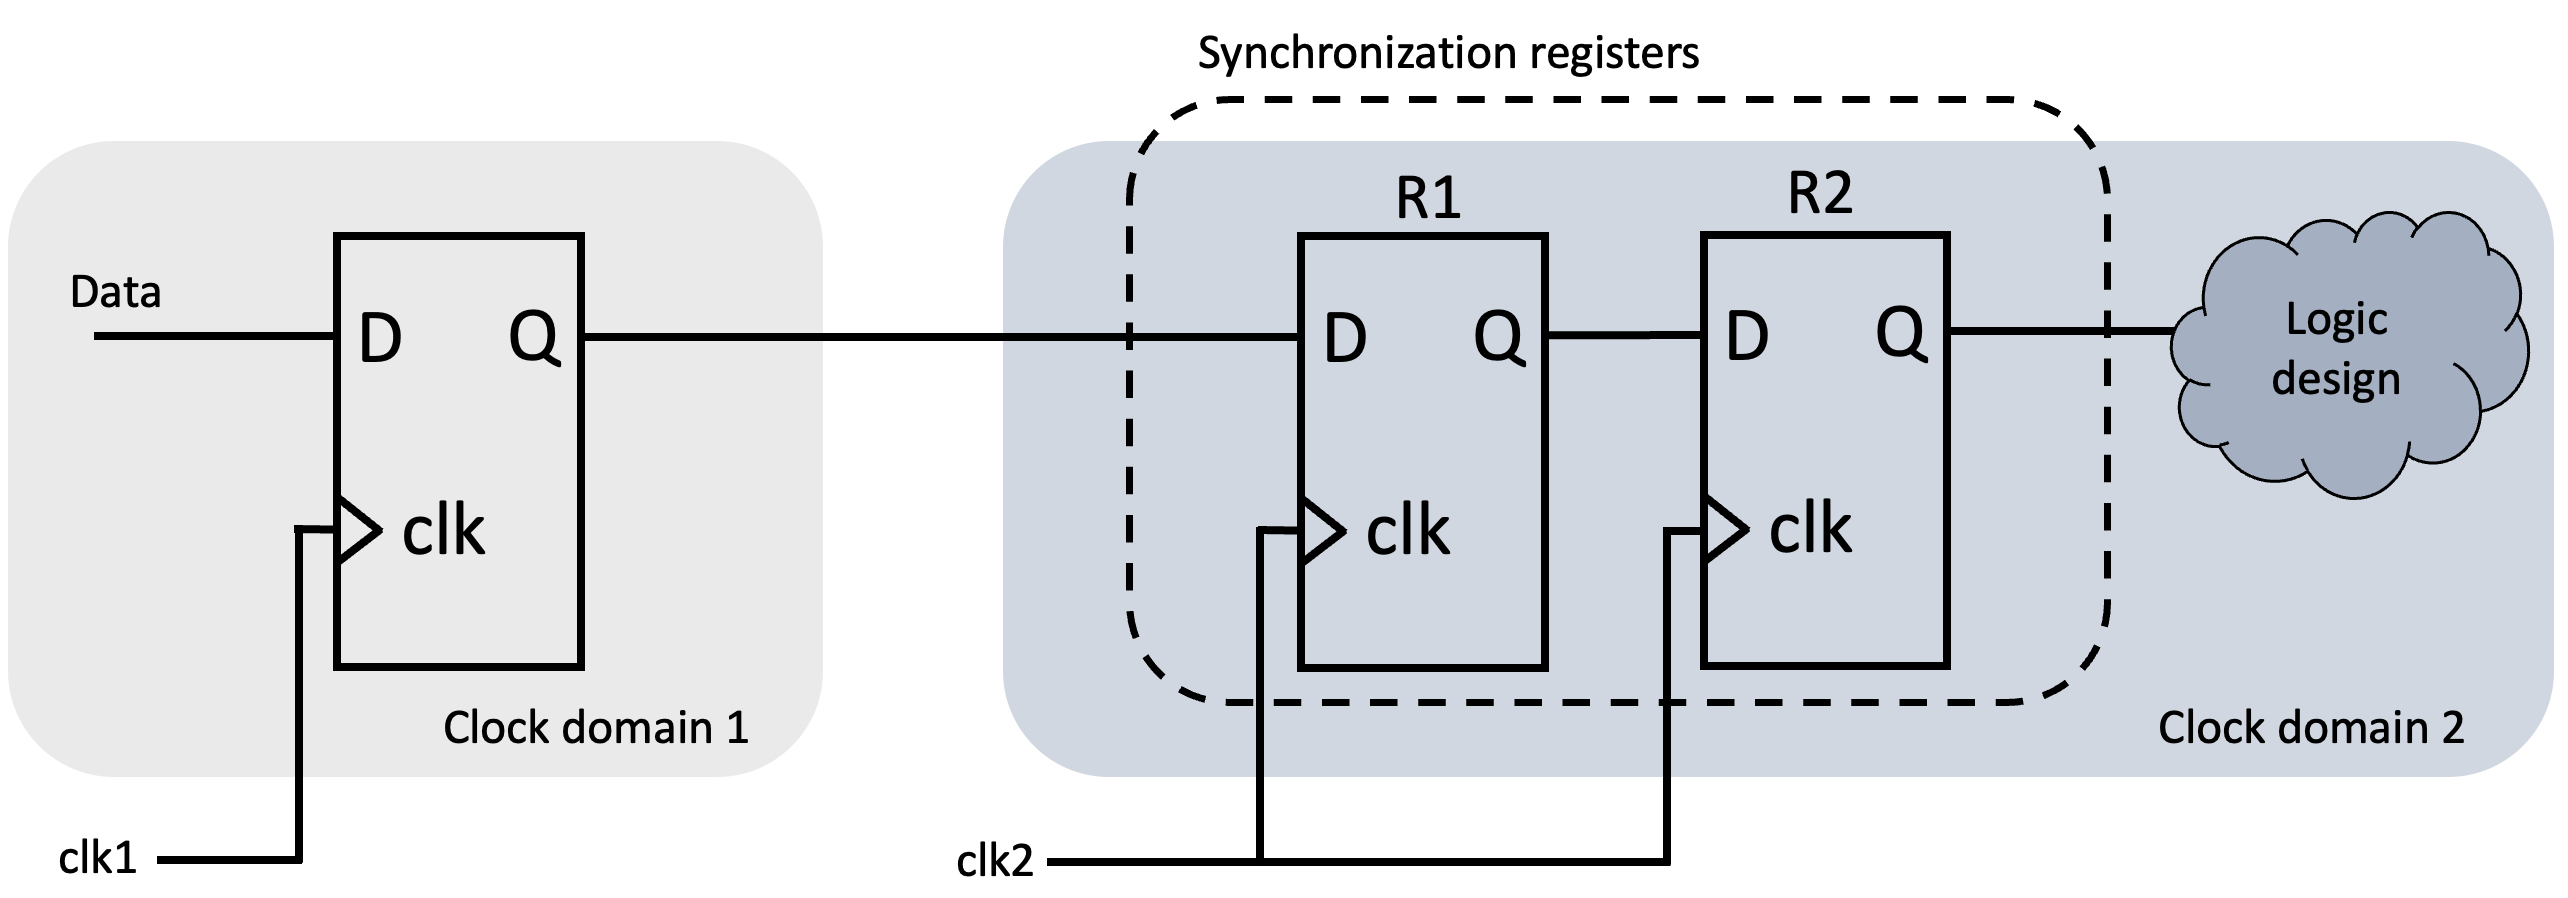 Synchronization registers
R1
R2
Data
D Q
D Q
D Q
Logic
design
clk
clk
clk
Clock domain 1
Clock domain 2
clk1
clk2